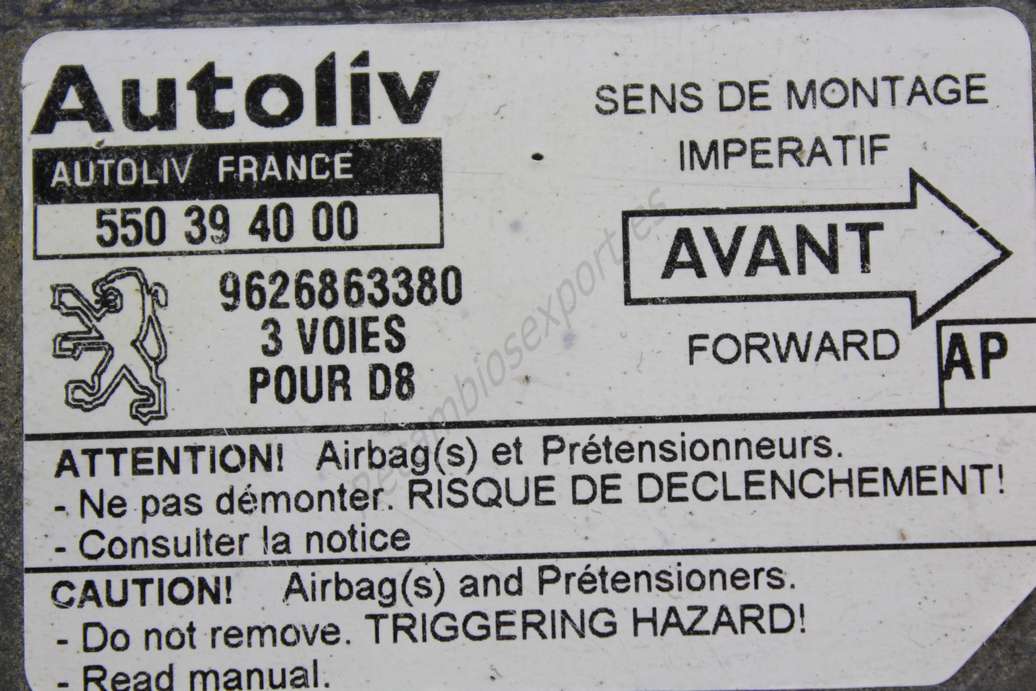 Autoliv
AUTOLIV FRANCE
550 39 40 00
9626863380
3 VOIES
POUR D8
SENS DE MONTAGE
IMPERATIF
AVANT
FORWARD
AP
ATTENTION! Airbag(s) et Prétensionneurs.
- Ne pas démonter. RISQUE DE DECLENCHEMENT!
- Consulter la notice
CAUTION! Airbag(s) and Prétensioners.
- Do not remove. TRIGGERING HAZARD!
- Read manual.
Recambiosexport.es